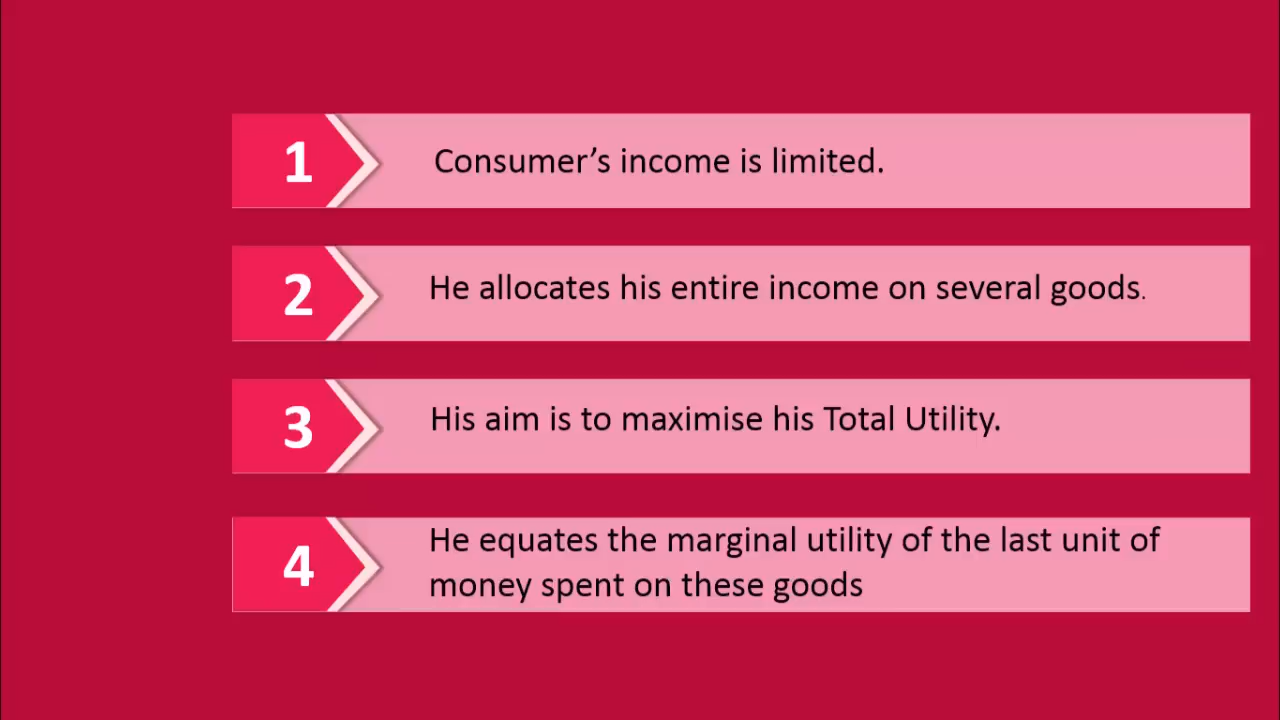 1 Consumer’s income is limited.
2 He allocates his entire income on several goods.
3 His aim is to maximise his Total Utility.
4 He equates the marginal utility of the last unit of
money spent on these goods